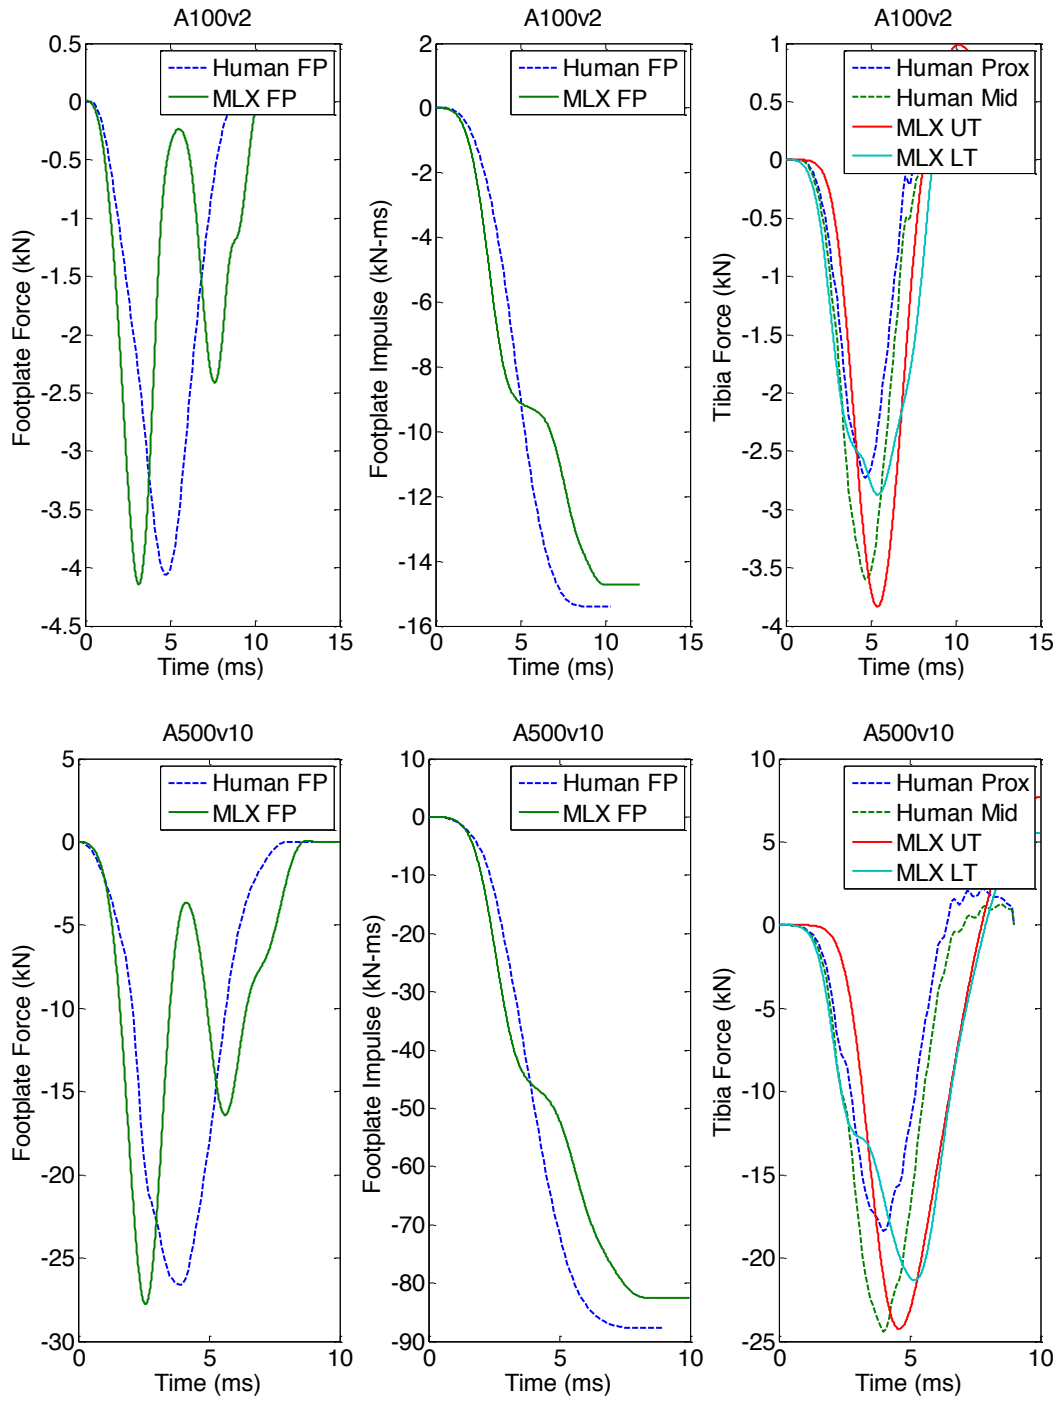 A100v2
Human FP
MLX FP
0.5
0
-0.5
-1
-1.5
-2
-2.5
-3
-3.5
-4
-4.5
Footplate Force (kN)
0
5
10
15
Time (ms)
A100v2
Human FP
MLX FP
2
0
-2
-4
-6
-8
-10
-12
-14
-16
Footplate Impulse (kN-ms)
0
5
10
15
Time (ms)
A100v2
Human Prox
Human Mid
MLX UT
MLX LT
1
0.5
0
-0.5
-1
-1.5
-2
-2.5
-3
-3.5
-4
Tibia Force (kN)
0
5
10
15
Time (ms)
A500v10
Human FP
MLX FP
5
0
-5
-10
-15
-20
-25
-30
Footplate Force (kN)
0
5
10
Time (ms)
A500v10
Human FP
MLX FP
10
0
-10
-20
-30
-40
-50
-60
-70
-80
-90
Footplate Impulse (kN-ms)
0
5
10
Time (ms)
A500v10
Human Prox
Human Mid
MLX UT
MLX LT
10
5
0
-5
-10
-15
-20
-25
Tibia Force (kN)
0
5
10
Time (ms)